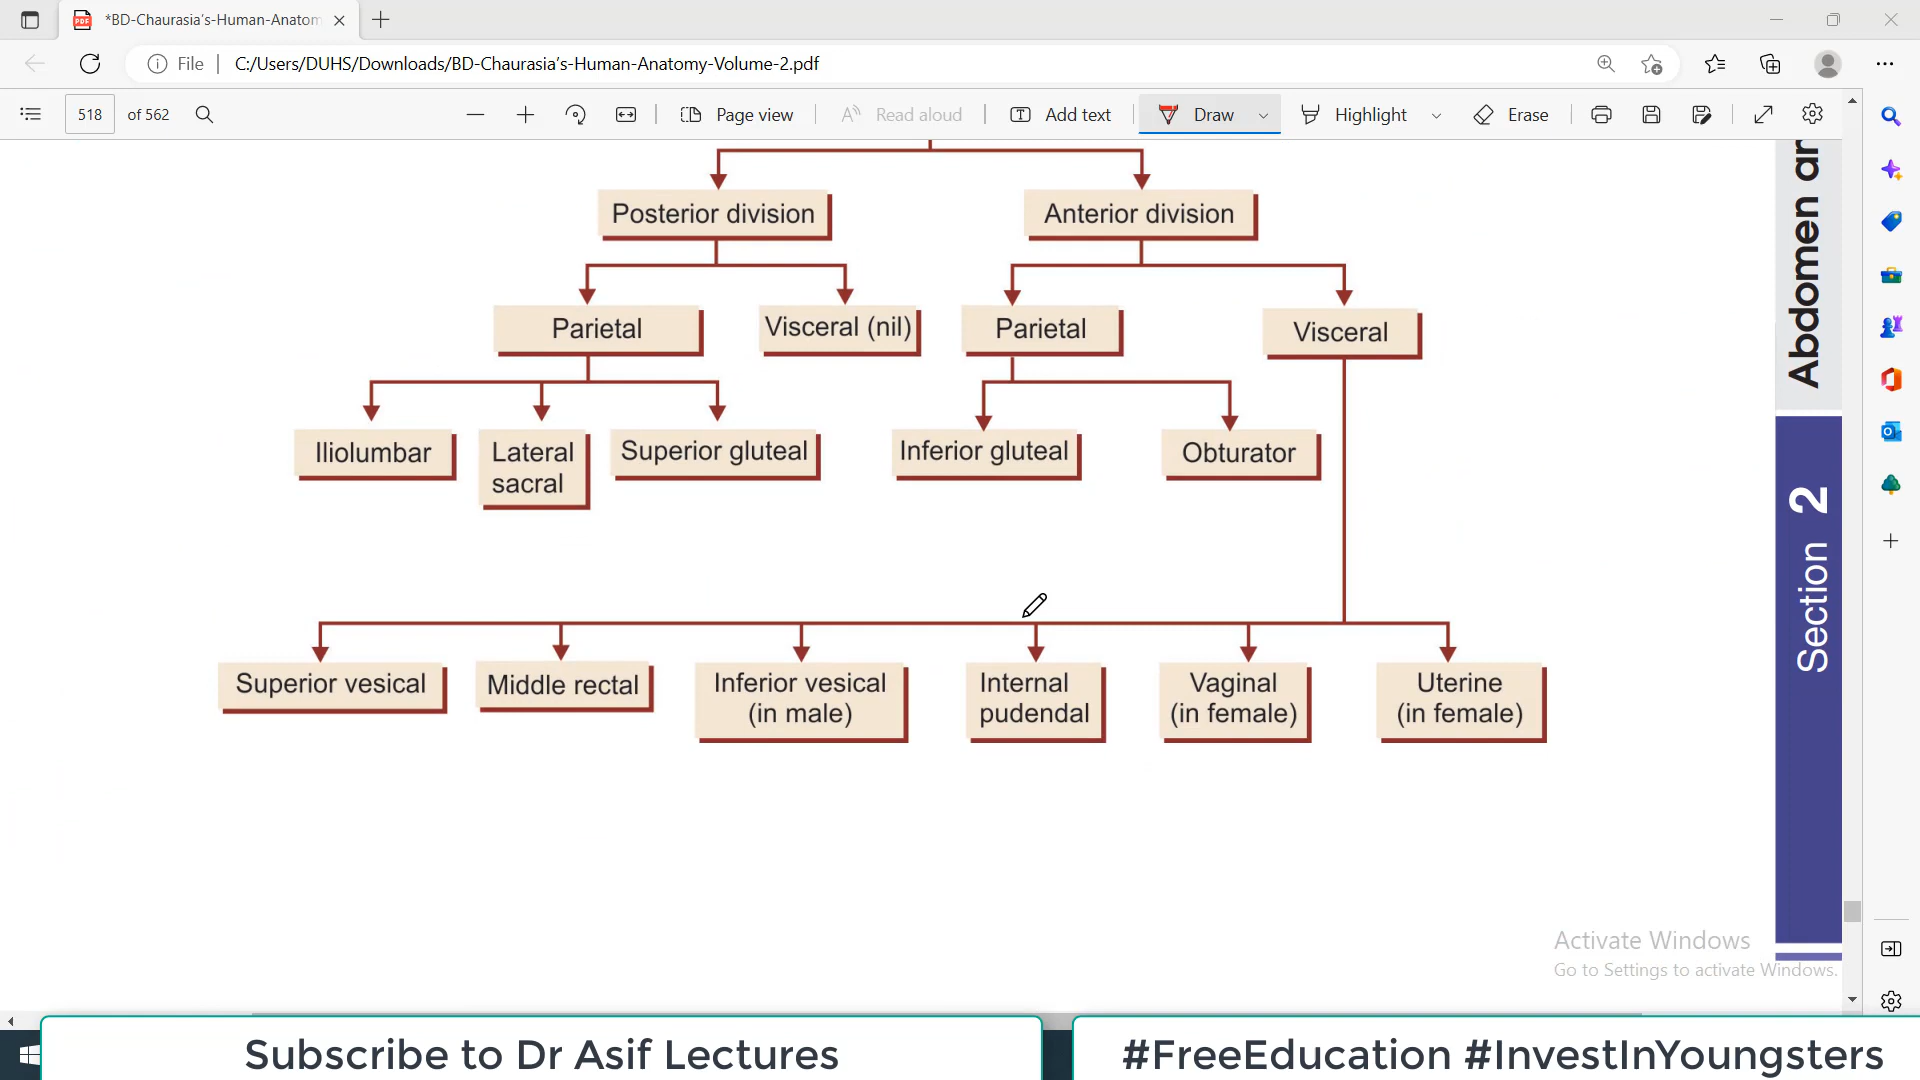 *BD-Chaurasia's-Human-Anatom
File
C:/Users/DUHS/Downloads/BD-Chaurasia's-Human-Anatomy-Volume-2.pdf
518 of 562
Page view
Read aloud
Add text
Draw
Highlight
Erase
Posterior division
Anterior division
Parietal
Visceral (nil)
Parietal
Visceral
Iliolumbar
Lateral
sacral
Superior gluteal
Inferior gluteal
Obturator
Superior vesical
Middle rectal
Inferior vesical
(in male)
Internal
pudendal
Vaginal
(in female)
Uterine
(in female)
Abdomen ar
Section 2
Activate Windows
Go to Settings to activate Windows.
Subscribe to Dr Asif Lectures
#FreeEducation #InvestInYoungsters